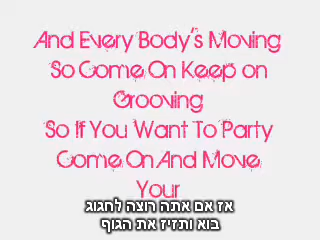 And Every Body's Moving
So Come On Keep on
Grooving
So If You Want To Party
Come On And Move
Your
אז אם אתה רוצה לחגוג
בוא ותזיז את הגוף